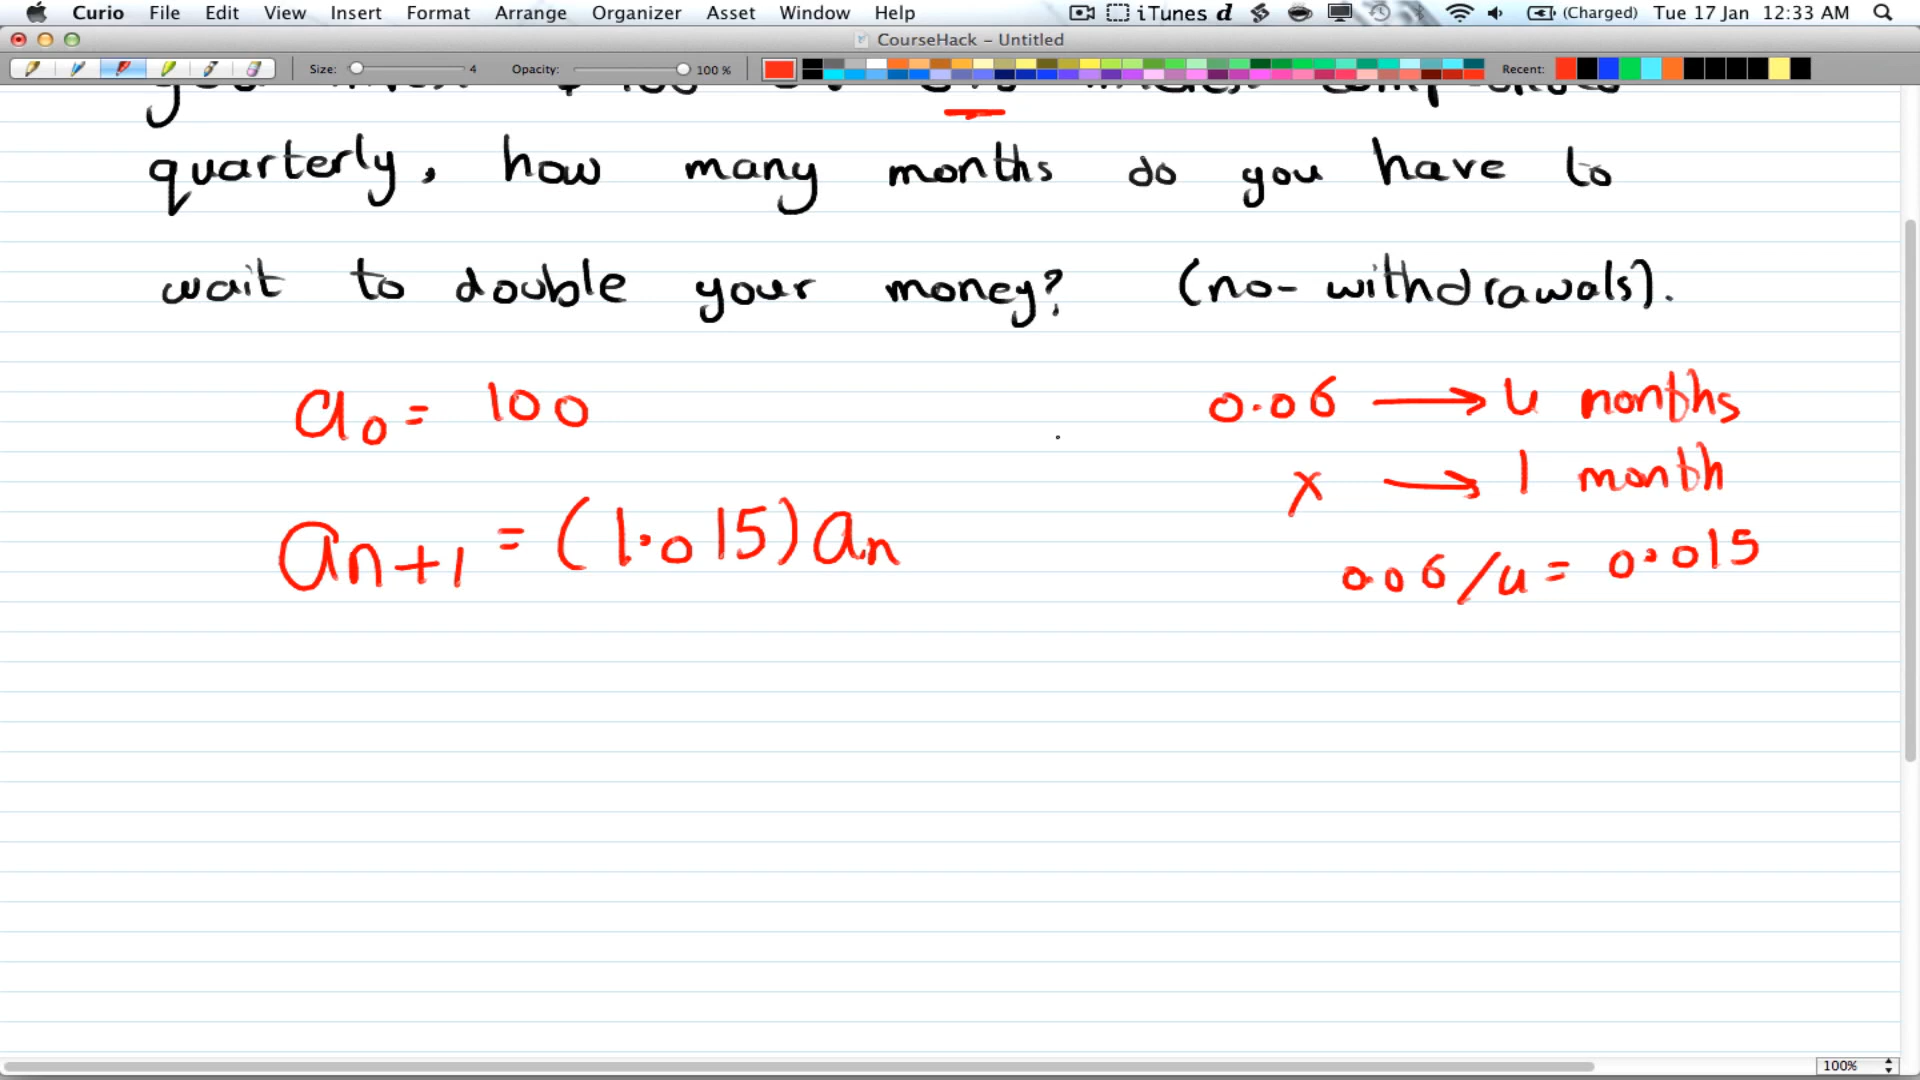 Curio File Edit View Insert Format Arrange Organizer Asset Window Help iTunes d (Charged) Tue 17 Jan 12:33 AM
CourseHack – Untitled
Size: 4 Opacity: 100 % Recent:
quarterly, how many months do you have to
wait to double your money? (no- withdrawals).
a0 = 100
0.06 → 4 months
x → 1 month
an+1 = (1.015)an
0.06/4 = 0.015
100%